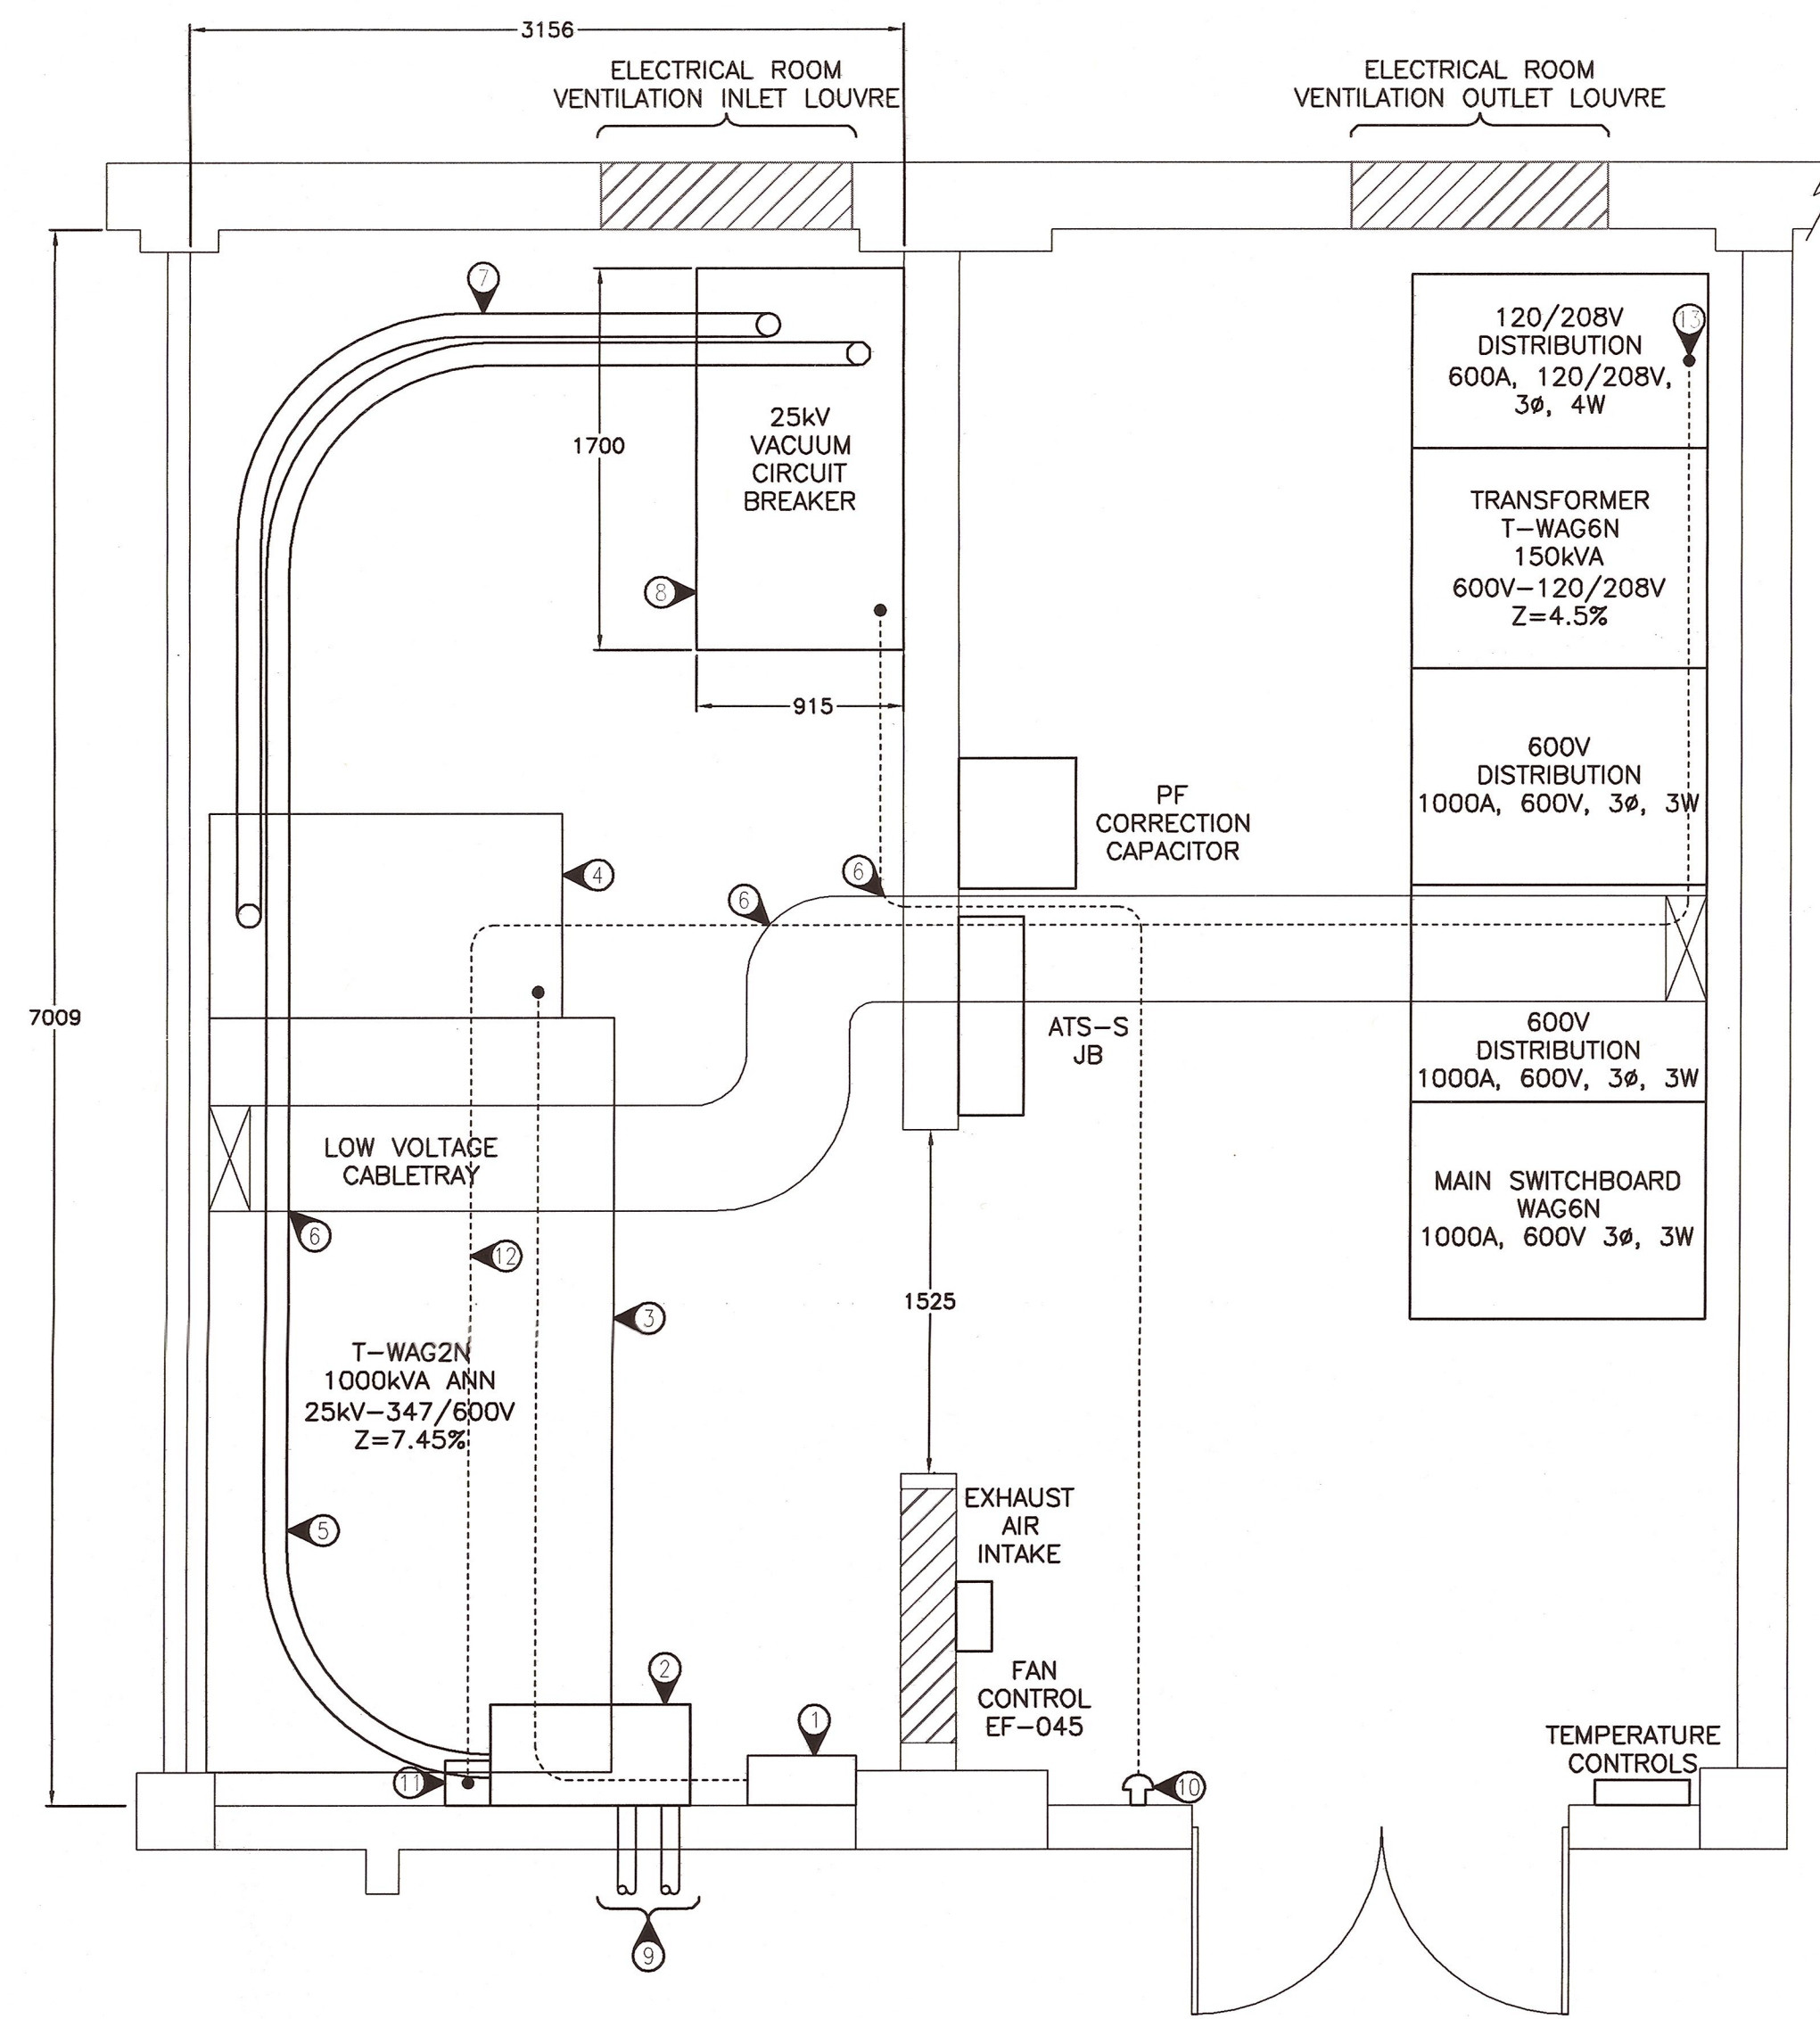 3156
ELECTRICAL ROOM
VENTILATION INLET LOUVRE
ELECTRICAL ROOM
VENTILATION OUTLET LOUVRE
7
1700
25kV
VACUUM
CIRCUIT
BREAKER
8
915
120/208V
DISTRIBUTION
600A, 120/208V,
3ø, 4W
13
TRANSFORMER
T-WAG6N
150kVA
600V-120/208V
Z=4.5%
600V
DISTRIBUTION
1000A, 600V, 3ø, 3W
PF
CORRECTION
CAPACITOR
4
6
6
7009
ATS-S
JB
600V
DISTRIBUTION
1000A, 600V, 3ø, 3W
LOW VOLTAGE
CABLETRAY
6
12
MAIN SWITCHBOARD
WAG6N
1000A, 600V 3ø, 3W
1525
3
T-WAG2N
1000kVA ANN
25kV-347/600V
Z=7.45%
5
EXHAUST
AIR
INTAKE
2
1
FAN
CONTROL
EF-045
TEMPERATURE
CONTROLS
11
10
9